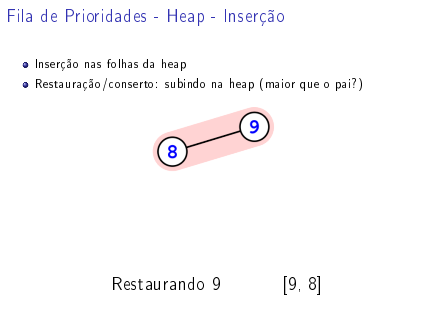 Fila de Prioridades - Heap - Inserção
Inserção nas folhas da heap
Restauração/conserto: subindo na heap (maior que o pai?)
9
8
Restaurando 9 [9, 8]